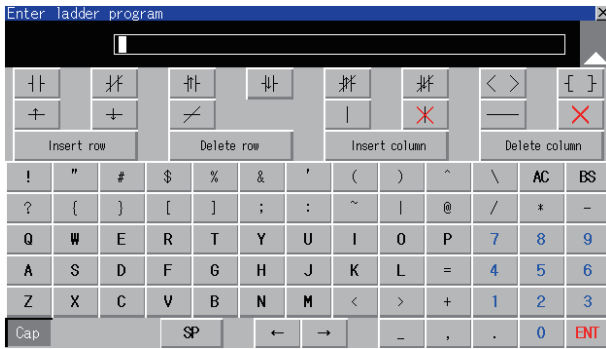 Enter ladder program
< > { }
Insert row Delete row Insert column Delete column
! " # $ % & ' ( ) ^ \ AC BS
? { } [ ] ; : ~ | @ / * -
Q W E R T Y U I O P 7 8 9
A S D F G H J K L = 4 5 6
Z X C V B N M < > + 1 2 3
Cap SP ← → _ , . 0 ENT